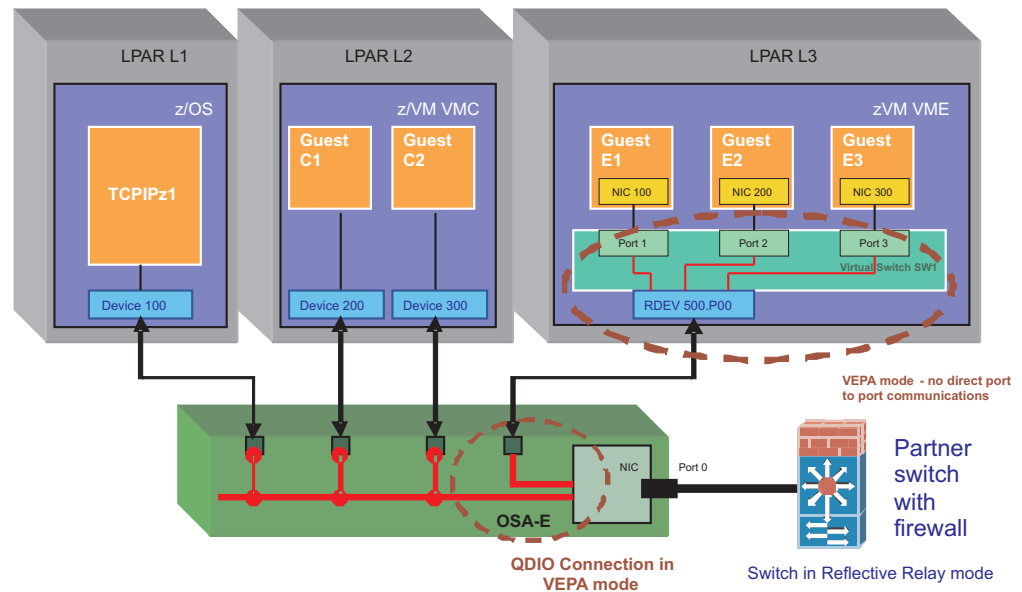 LPAR L1
LPAR L2
LPAR L3
z/OS
z/VM VMC
zVM VME
TCPIPz1
Guest
C1
Guest
C2
Guest
E1
Guest
E2
Guest
E3
NIC 100
NIC 200
NIC 300
Port 1
Port 2
Port 3
Virtual Switch SW1
Device 100
Device 200
Device 300
RDEV 500.P00
VEPA mode - no direct port
to port communications
NIC
Port 0
OSA-E
QDIO Connection in
VEPA mode
Partner
switch
with
firewall
Switch in Reflective Relay mode